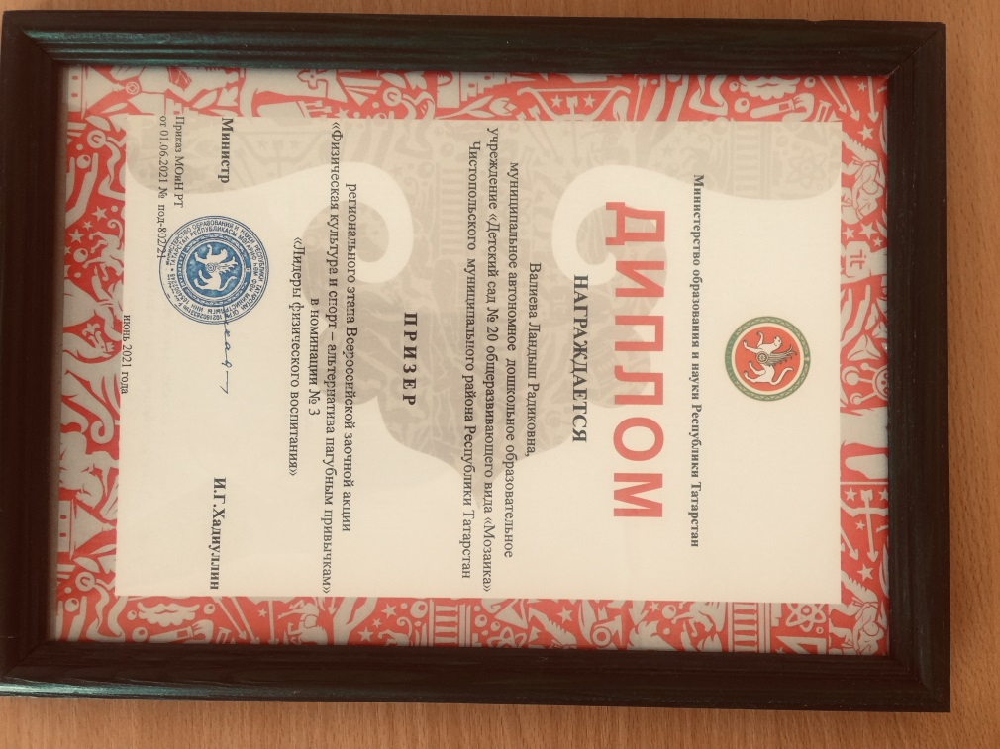 Министерство образования и науки Республики Татарстан
ДИПЛОМ
НАГРАЖДАЕТСЯ
Валиева Ландыш Радиковна,
муниципальное автономное дошкольное образовательное
учреждение «Детский сад № 20 общеразвивающего вида «Мозаика»
Чистопольского муниципального района Республики Татарстан
ПРИЗЕР
регионального этапа Всероссийской заочной акции
«Физическая культура и спорт – альтернатива пагубным привычкам»
в номинации № 3
«Лидеры физического воспитания»
Министр И.Г.Хадиуллин
Приказ МОиН РТ
от 01.06.2021 № под-802/21
июнь 2021 года